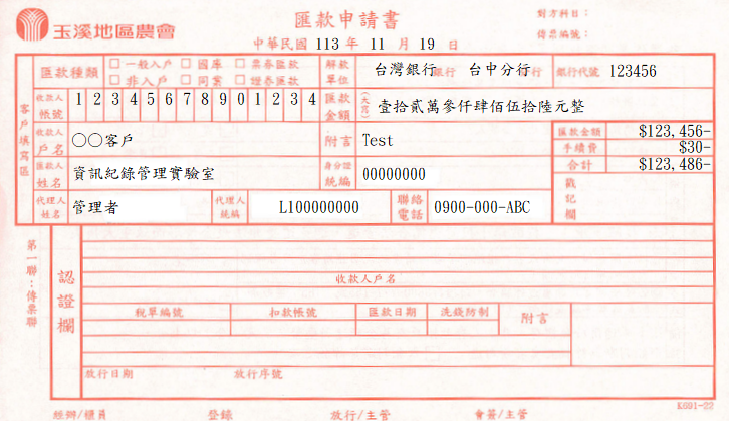 玉溪地區農會
匯款申請書
對方科目：
傳票編號：
中華民國 113 年 11 月 19 日
匯款種類 □ 一般入戶 □ 國庫 □ 票券匯款
□ 非入戶 □ 同業 □ 證券匯款
解款單位 台灣銀行銀行 台中分行行 銀行代號 123456
客戶填寫區
收款人帳號 1 2 3 4 5 6 7 8 9 0 1 2 3 4
匯款金額 (大寫) 壹拾貳萬參仟肆佰伍拾陸元整
收款人戶名 ○○客戶
附言 Test
匯款金額 $123,456-
手續費 $30-
合計 $123,486-
匯款人姓名 資訊紀錄管理實驗室
身分證統編 00000000
戳記欄
代理人姓名 管理者
代理人統編 L100000000
聯絡電話 0900-000-ABC
第一聯：傳票聯
認證欄
收款人戶名
稅單編號 扣款帳號 匯款日期 洗錢防制 附言
放行日期 放行序號
K691-22
經辦/櫃員 登錄 放行/主管 會簽/主管